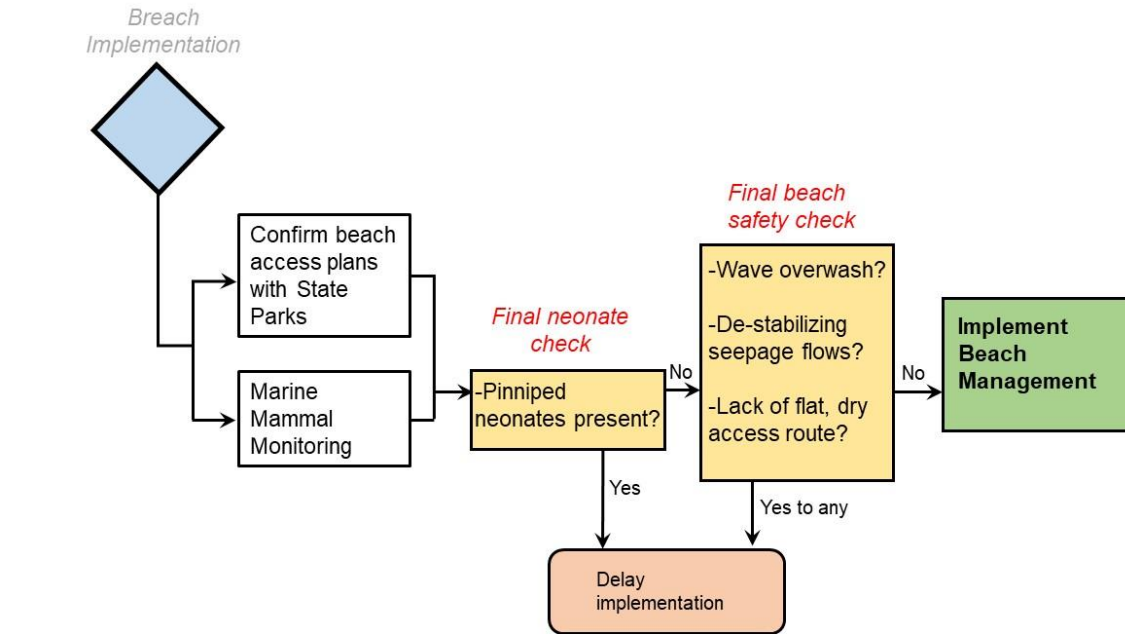 Breach
Implementation
Confirm beach
access plans
with State
Parks
Marine
Mammal
Monitoring
Final neonate
check
-Pinniped
neonates present?
No
Yes
Final beach
safety check
-Wave overwash?
-De-stabilizing
seepage flows?
-Lack of flat, dry
access route?
No
Yes to any
Implement
Beach
Management
Delay
implementation